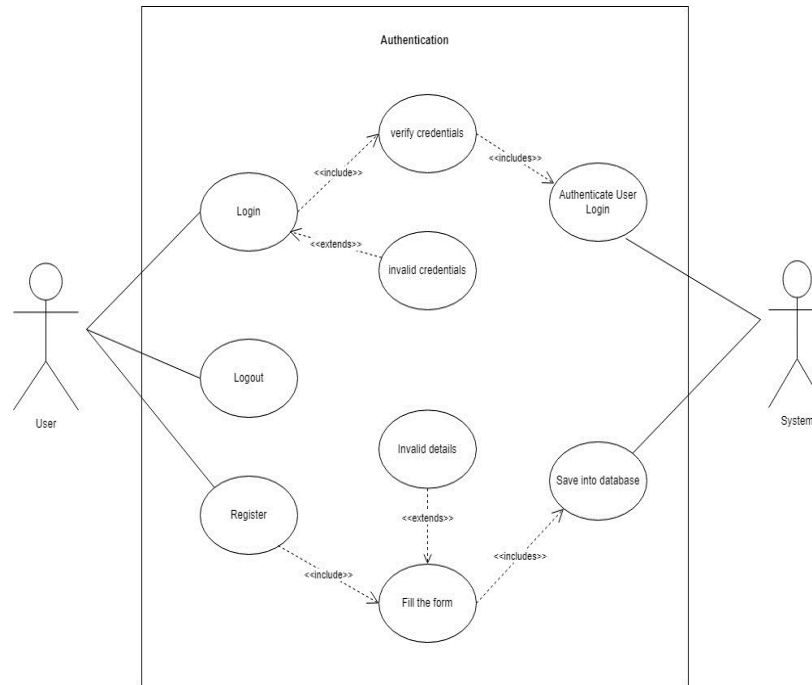 Authentication
verify credentials
<<include>>
<<includes>>
Login
Authenticate User
Login
<<extends>>
invalid credentials
Logout
User
System
Invalid details
Save into database
Register
<<extends>>
<<include>>
<<includes>>
Fill the form